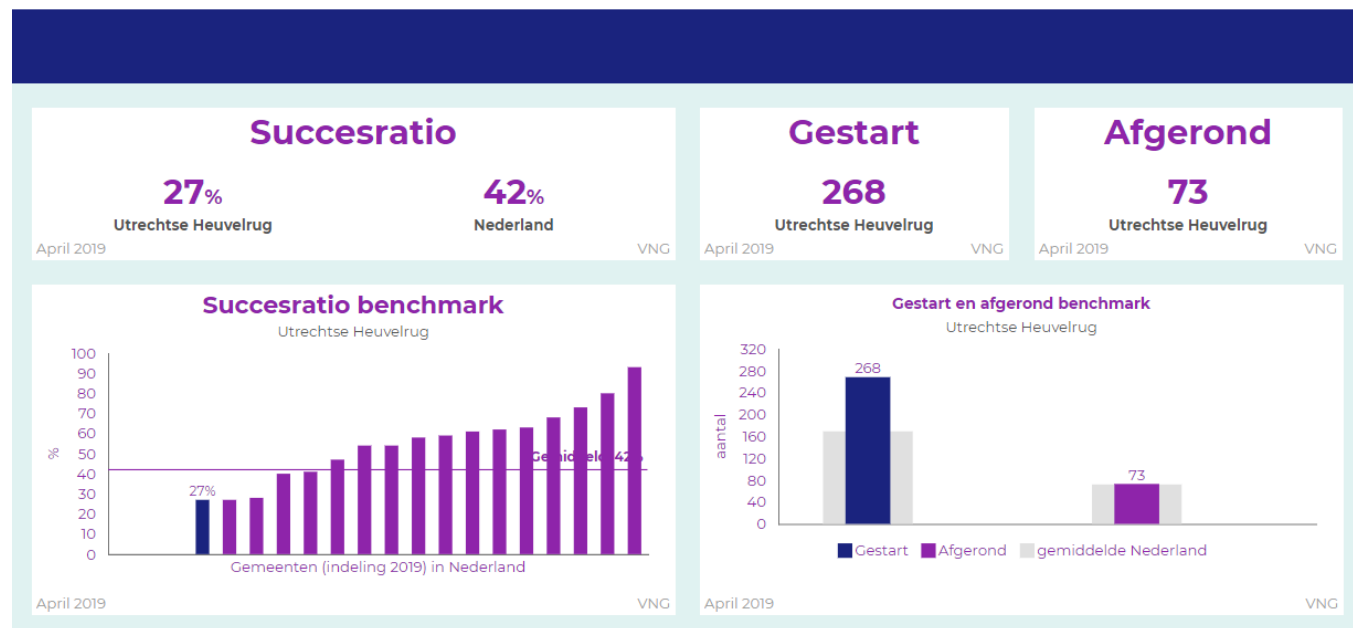 Succesratio
27%
Utrechtse Heuvelrug
42%
Nederland
April 2019
VNG
Gestart
268
Utrechtse Heuvelrug
April 2019
VNG
Afgerond
73
Utrechtse Heuvelrug
April 2019
VNG
Succesratio benchmark
Utrechtse Heuvelrug
100
90
80
70
60
50
40
30
20
10
0
%
27%
Gemiddeld 42%
Gemeenten (indeling 2019) in Nederland
April 2019
VNG
Gestart en afgerond benchmark
Utrechtse Heuvelrug
320
280
240
200
160
120
80
40
0
aantal
268
73
Gestart
Afgerond
gemiddelde Nederland
April 2019
VNG